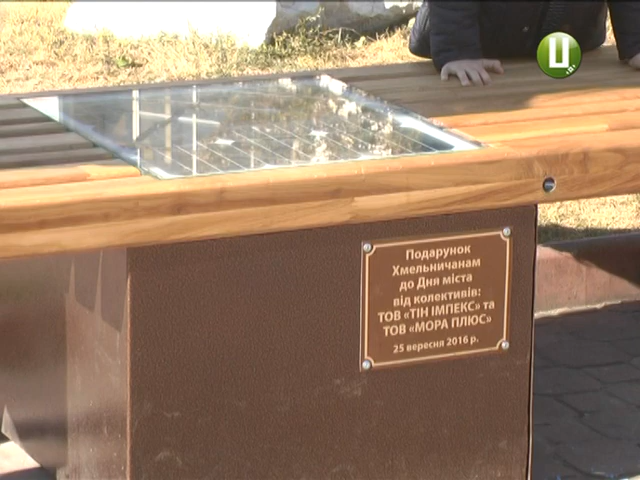 Ц
Подарунок
Хмельничанам
до Дня міста
від колективів:
ТОВ «ТІН ІМПЕКС» та
ТОВ «МОРА ПЛЮС»
25 вересня 2016 р.